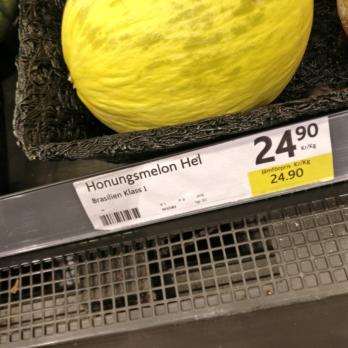 Honungsmelon Hel
Brasilien Klass 1
24 90
Kr/Kg
Jämförpris Kr/Kg
24.90